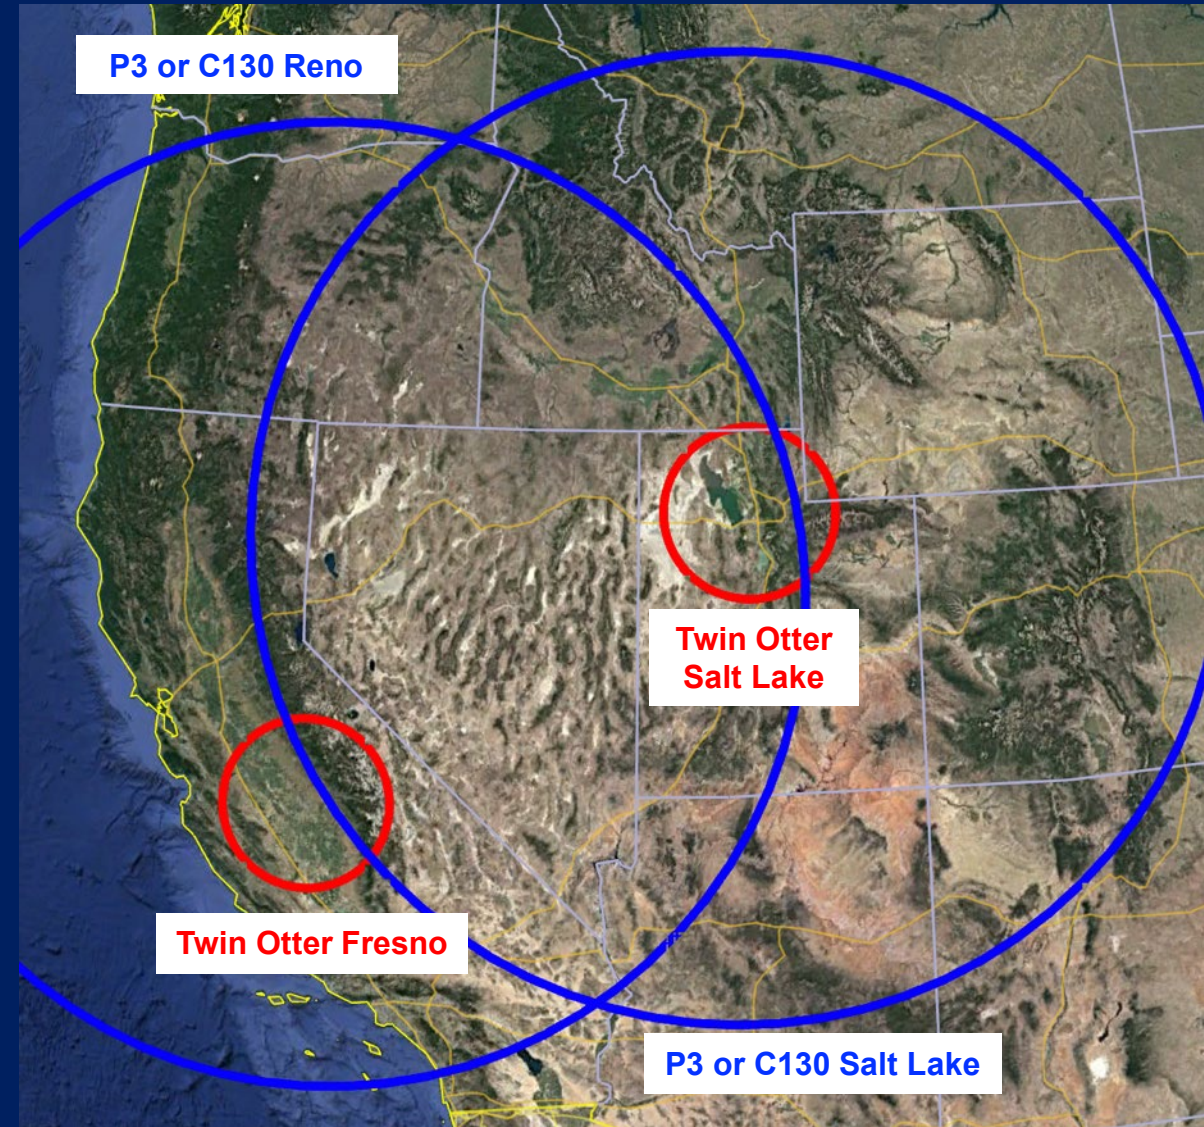 P3 or C130 Reno
Twin Otter
Salt Lake
Twin Otter Fresno
P3 or C130 Salt Lake